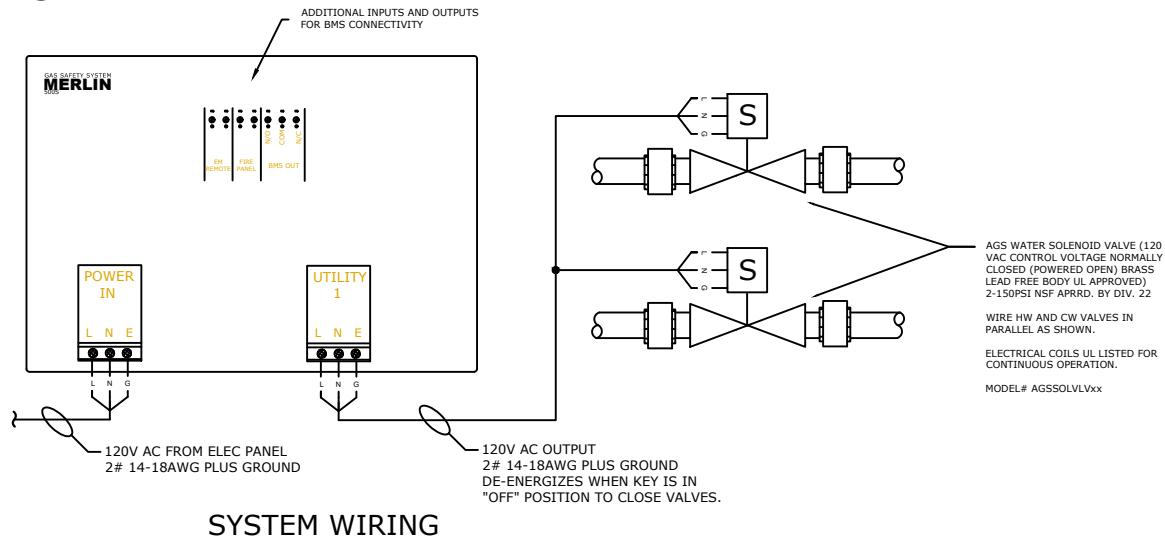 ADDITIONAL INPUTS AND OUTPUTS
FOR BMS CONNECTIVITY
GAS SAFETY SYSTEM
MERLIN
500S
N/O
COM
N/C
EM
REMOTE
FIRE
PANEL
BMS OUT
POWER
IN
L N E
L N G
UTILITY
1
L N E
L N G
L
N
G
S
L
N
G
S
AGS WATER SOLENOID VALVE (120
VAC CONTROL VOLTAGE NORMALLY
CLOSED (POWERED OPEN) BRASS
LEAD FREE BODY UL APPROVED)
2-150PSI NSF APRRD. BY DIV. 22
WIRE HW AND CW VALVES IN
PARALLEL AS SHOWN.
ELECTRICAL COILS UL LISTED FOR
CONTINUOUS OPERATION.
MODEL# AGSSOLVLVxx
120V AC FROM ELEC PANEL
2# 14-18AWG PLUS GROUND
120V AC OUTPUT
2# 14-18AWG PLUS GROUND
DE-ENERGIZES WHEN KEY IS IN
"OFF" POSITION TO CLOSE VALVES.
SYSTEM WIRING